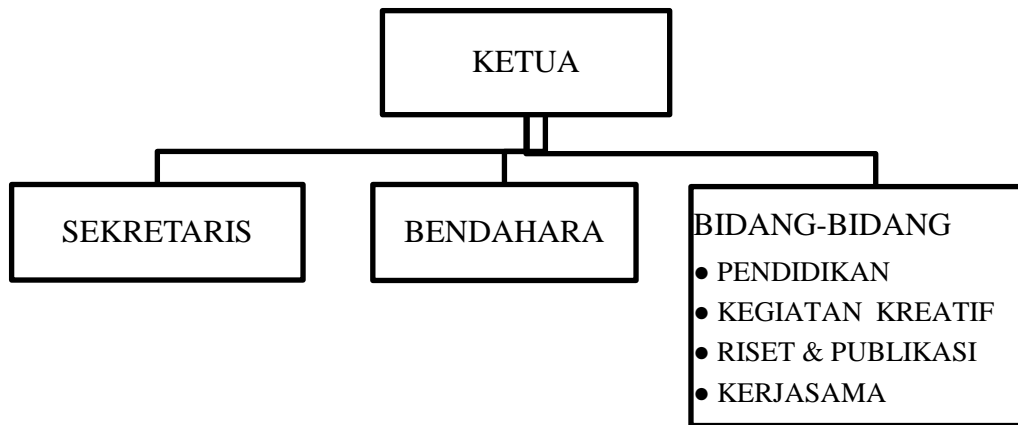 KETUA
SEKRETARIS
BENDAHARA
BIDANG-BIDANG
● PENDIDIKAN
● KEGIATAN KREATIF
● RISET & PUBLIKASI
● KERJASAMA